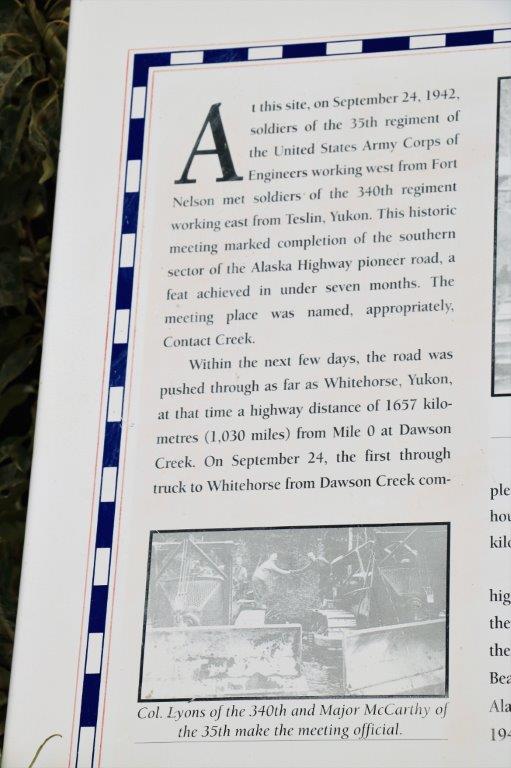 At this site, on September 24, 1942,
soldiers of the 35th regiment of
the United States Army Corps of
Engineers working west from Fort
Nelson met soldiers of the 340th regiment
working east from Teslin, Yukon. This historic
meeting marked completion of the southern
sector of the Alaska Highway pioneer road, a
feat achieved in under seven months. The
meeting place was named, appropriately,
Contact Creek.
Within the next few days, the road was
pushed through as far as Whitehorse, Yukon,
at that time a highway distance of 1657 kilo-
metres (1,030 miles) from Mile 0 at Dawson
Creek. On September 24, the first through
truck to Whitehorse from Dawson Creek com-
Col. Lyons of the 340th and Major McCarthy of
the 35th make the meeting official.
ple
hou
kilo
hig
the
the
Bea
Ala
194